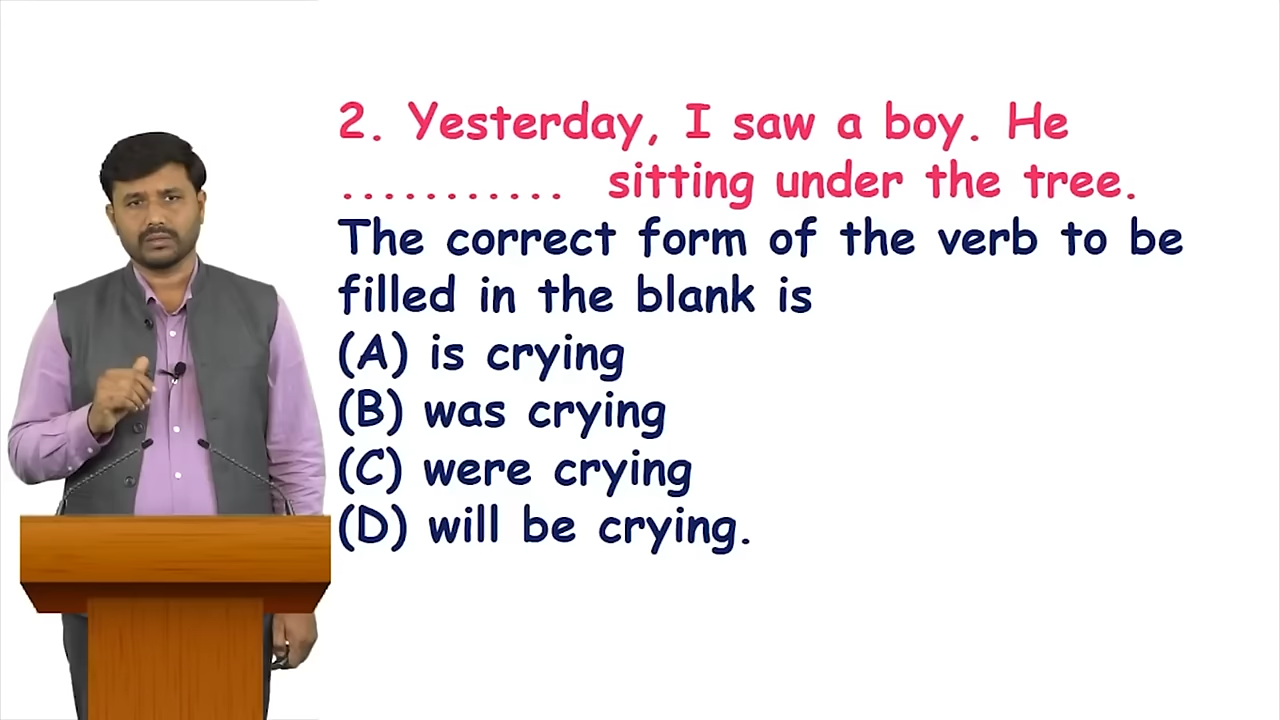 2. Yesterday, I saw a boy. He
........... sitting under the tree.
The correct form of the verb to be
filled in the blank is
(A) is crying
(B) was crying
(C) were crying
(D) will be crying.